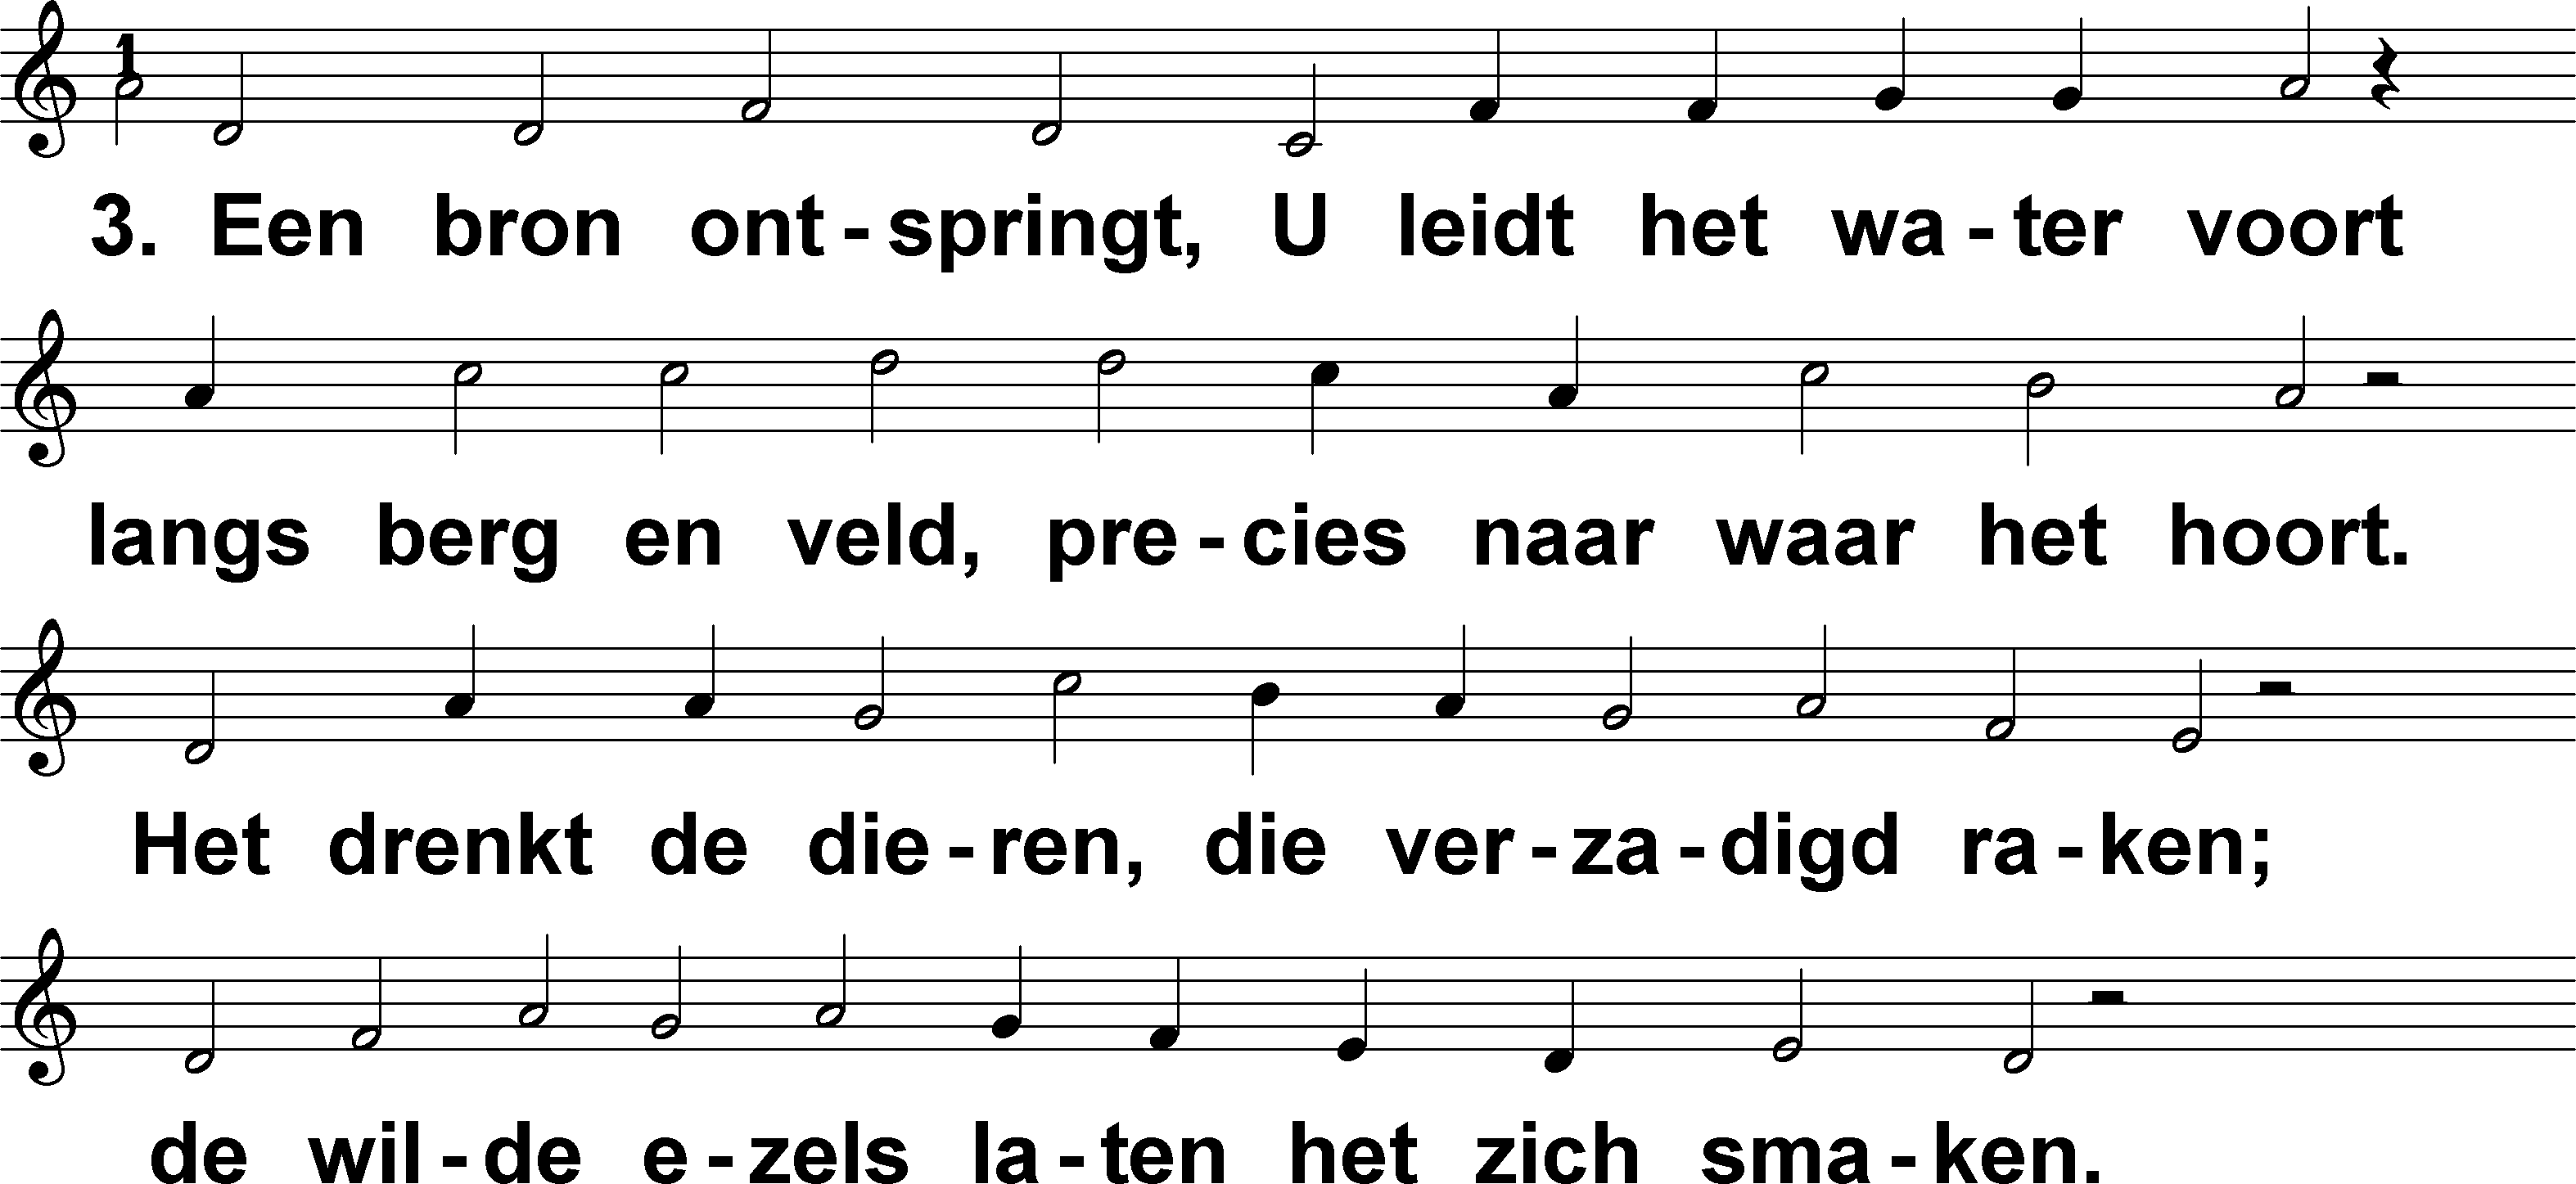 1
3. Een bron ont-springt, U leidt het wa-ter voort
langs berg en veld, pre-cies naar waar het hoort.
Het drenkt de die-ren, die ver-za-digd ra-ken;
de wil-de e-zels la-ten het zich sma-ken.